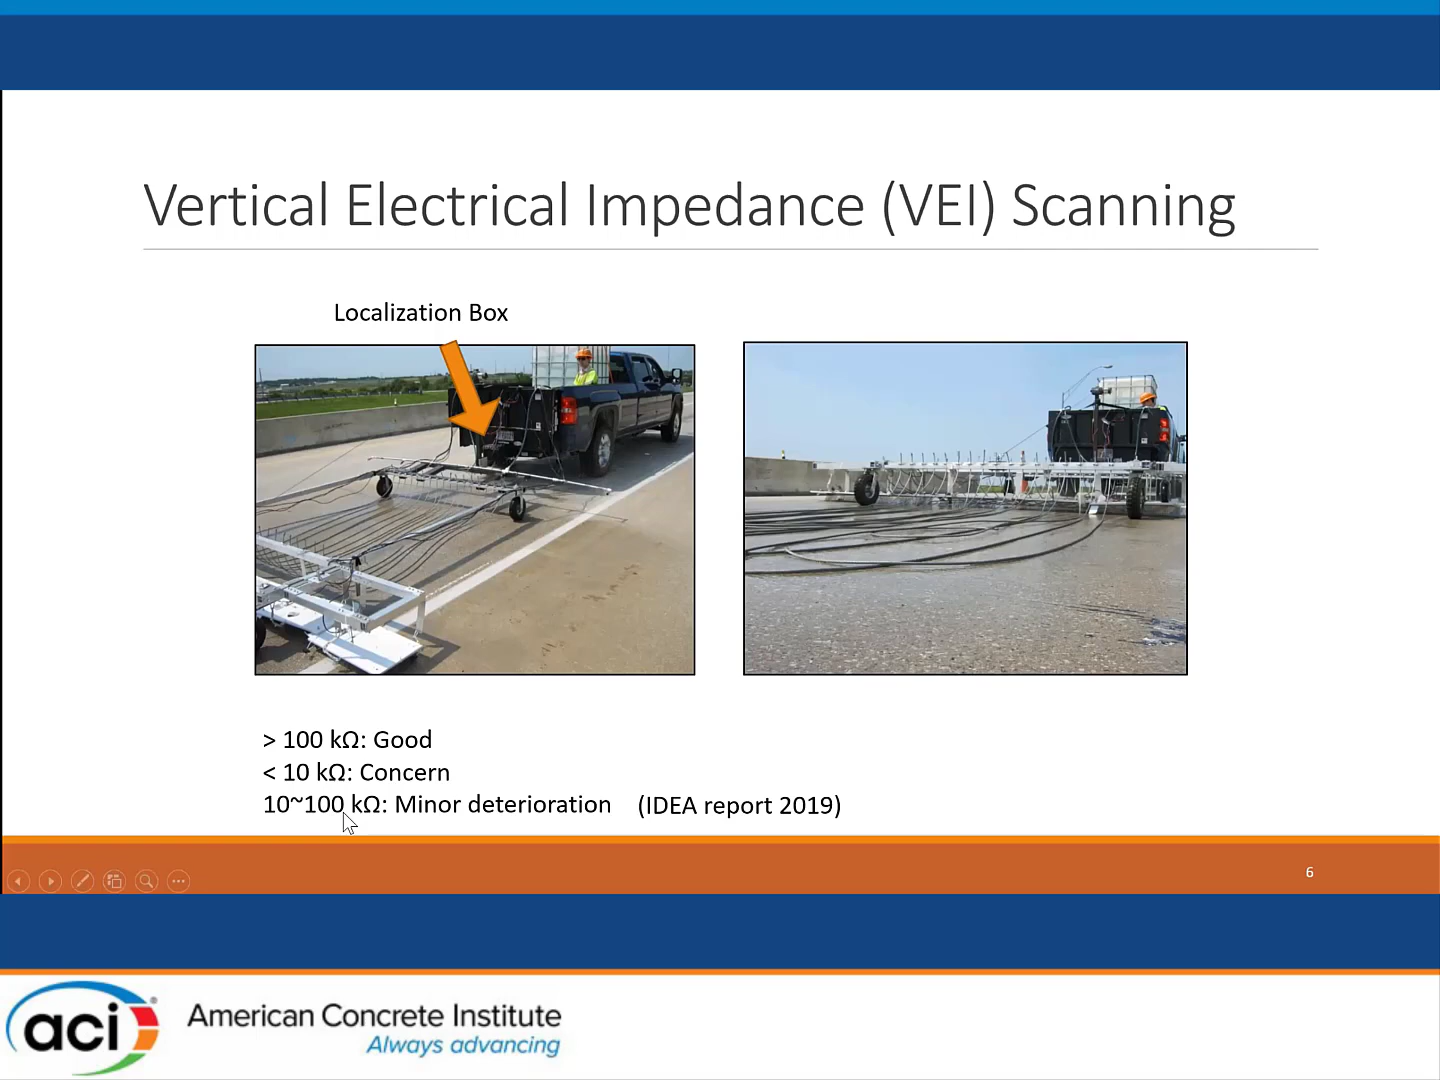 Vertical Electrical Impedance (VEI) Scanning
Localization Box
> 100 kΩ: Good
< 10 kΩ: Concern
10~100 kΩ: Minor deterioration (IDEA report 2019)
6
aci
American Concrete Institute
Always advancing